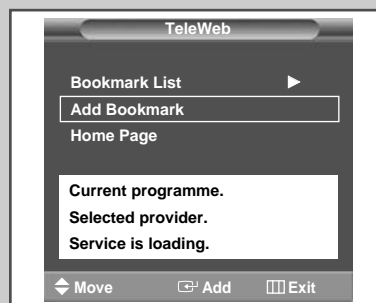 TeleWeb
Bookmark List
Add Bookmark
Home Page
Current programme.
Selected provider.
Service is loading.
Move Add Exit